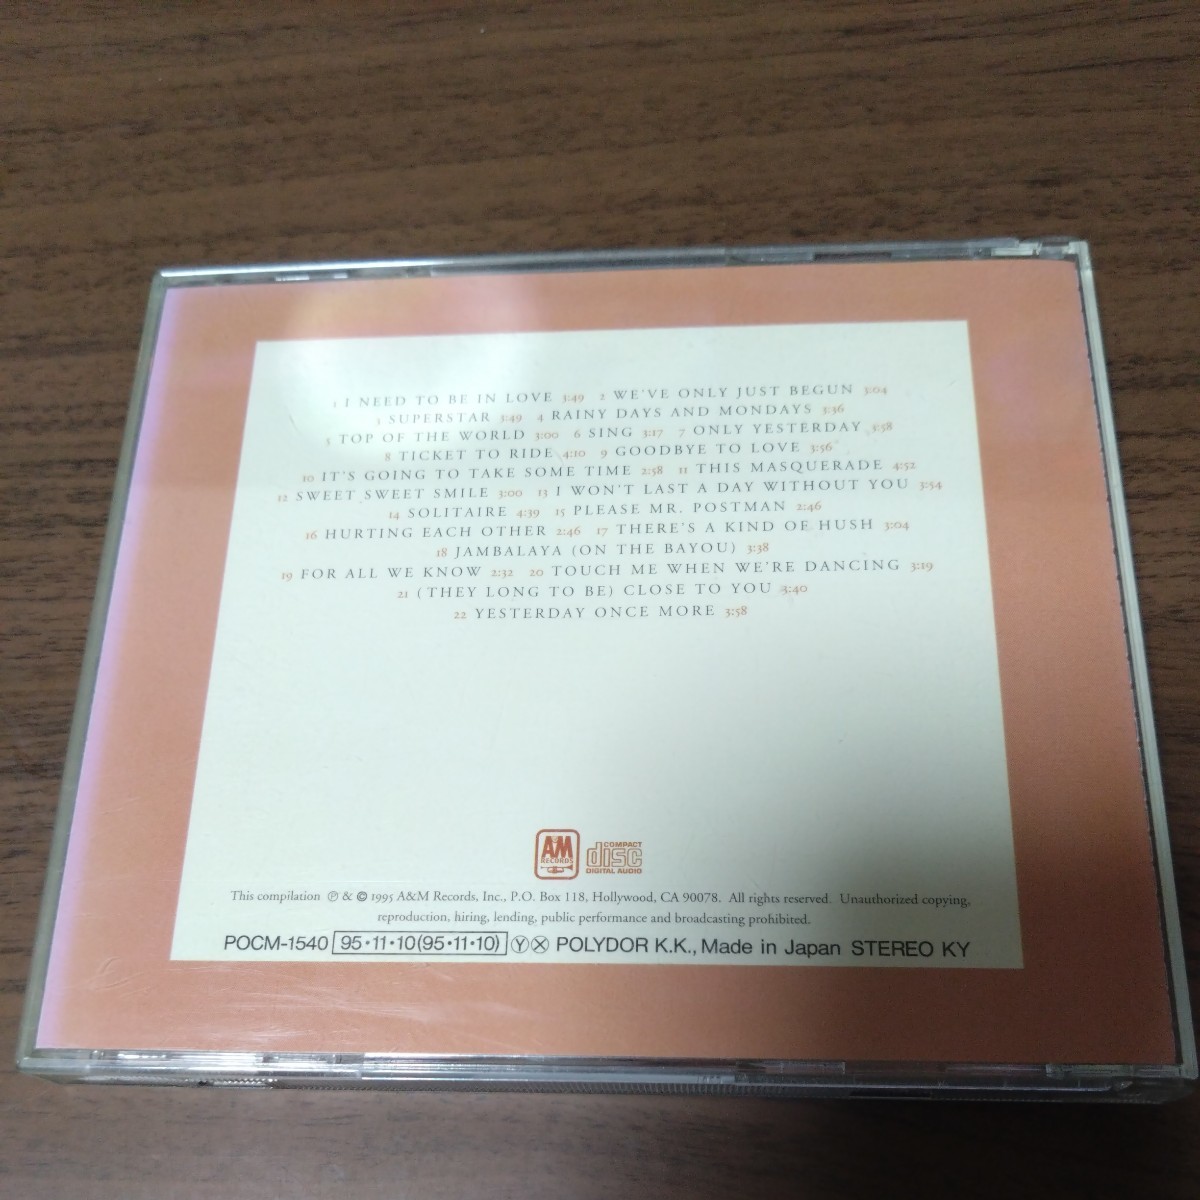 1 I NEED TO BE IN LOVE 3:49 2 WE'VE ONLY JUST BEGUN 3:04
3 SUPERSTAR 3:49 4 RAINY DAYS AND MONDAYS 3:36
5 TOP OF THE WORLD 3:00 6 SING 3:17 7 ONLY YESTERDAY 3:58
8 TICKET TO RIDE 4:10 9 GOODBYE TO LOVE 3:56
10 IT'S GOING TO TAKE SOME TIME 2:58 11 THIS MASQUERADE 4:52
12 SWEET SWEET SMILE 3:00 13 I WON'T LAST A DAY WITHOUT YOU 3:54
14 SOLITAIRE 4:39 15 PLEASE MR. POSTMAN 2:46
16 HURTING EACH OTHER 2:46 17 THERE'S A KIND OF HUSH 3:04
18 JAMBALAYA (ON THE BAYOU) 3:38
19 FOR ALL WE KNOW 2:32 20 TOUCH ME WHEN WE'RE DANCING 3:19
21 (THEY LONG TO BE) CLOSE TO YOU 3:40
22 YESTERDAY ONCE MORE 3:58
AM RECORDS
COMPACT disc DIGITAL AUDIO
This compilation ℗ & © 1995 A&M Records, Inc., P.O. Box 118, Hollywood, CA 90078. All rights reserved. Unauthorized copying,
reproduction, hiring, lending, public performance and broadcasting prohibited.
POCM-1540 95・11・10(95・11・10) Ⓨ Ⓧ POLYDOR K.K., Made in Japan STEREO KY